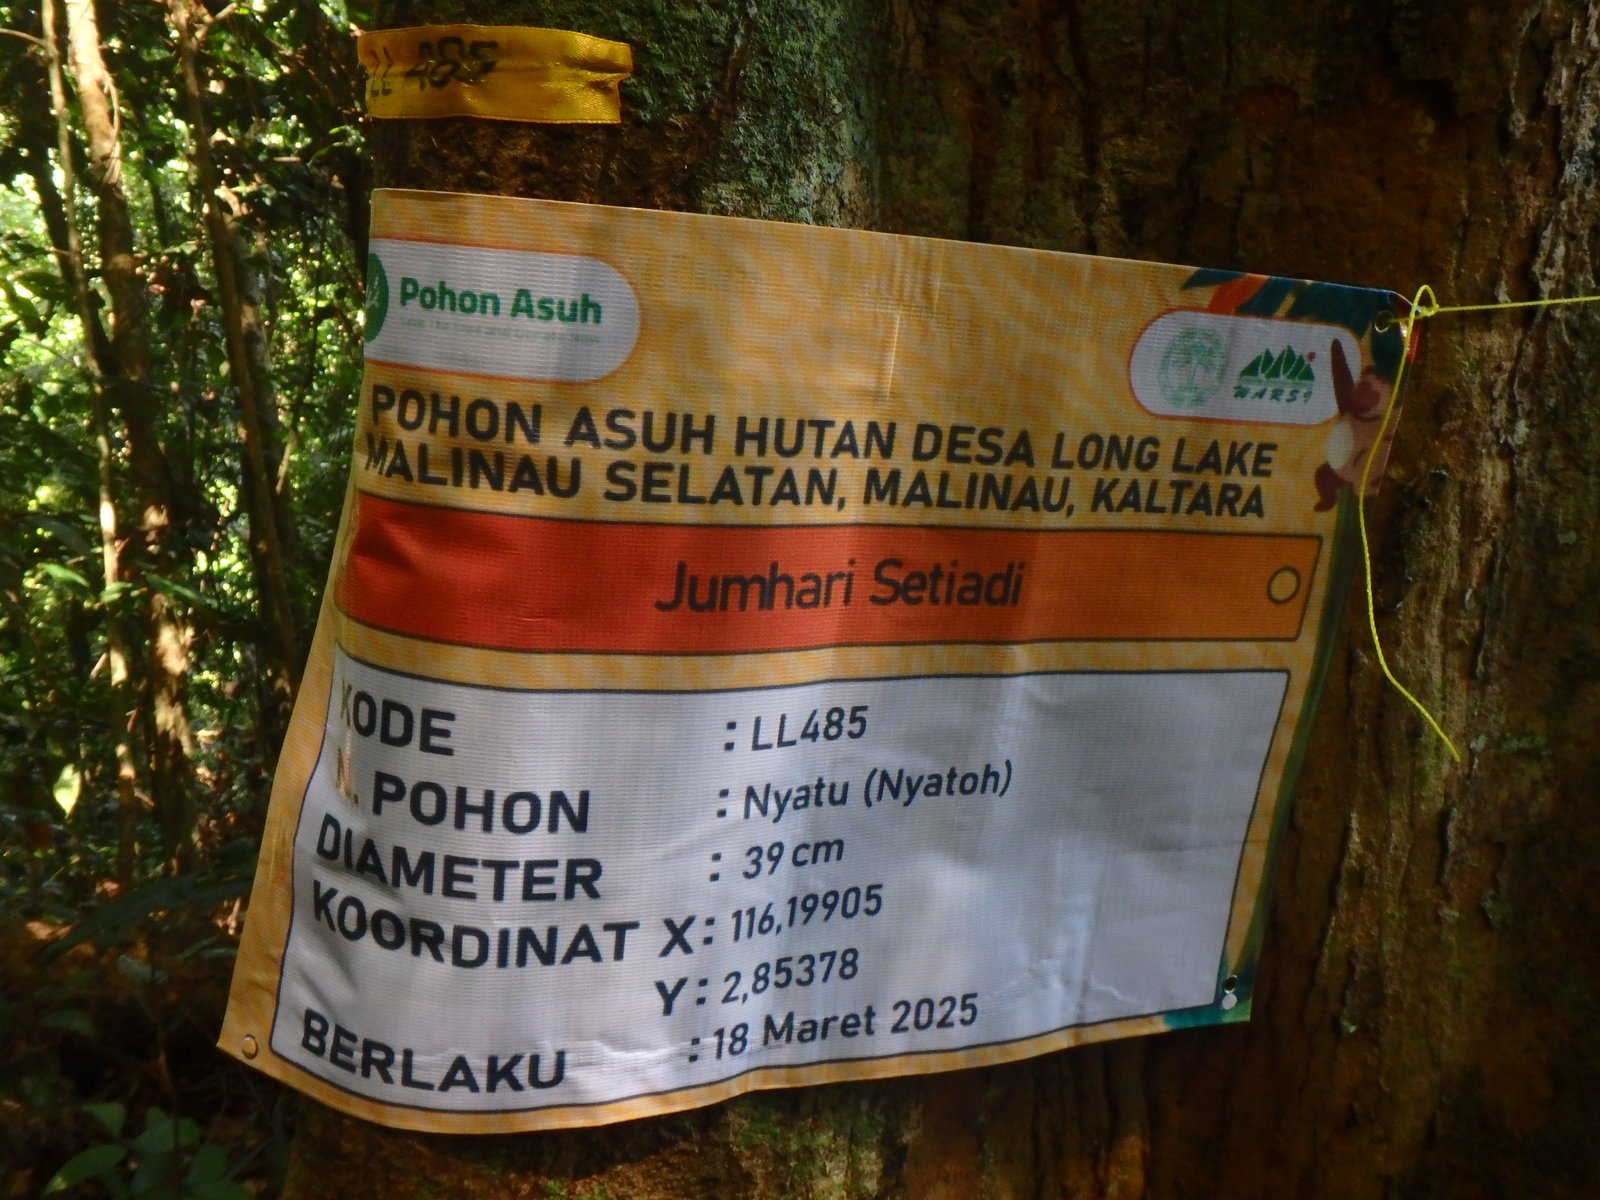 LL 485
Pohon Asuh
WARSI
POHON ASUH HUTAN DESA LONG LAKE
MALINAU SELATAN, MALINAU, KALTARA
Jumhari Setiadi
KODE : LL485
N. POHON : Nyatu (Nyatoh)
DIAMETER : 39 cm
KOORDINAT X : 116,19905
Y : 2,85378
BERLAKU : 18 Maret 2025